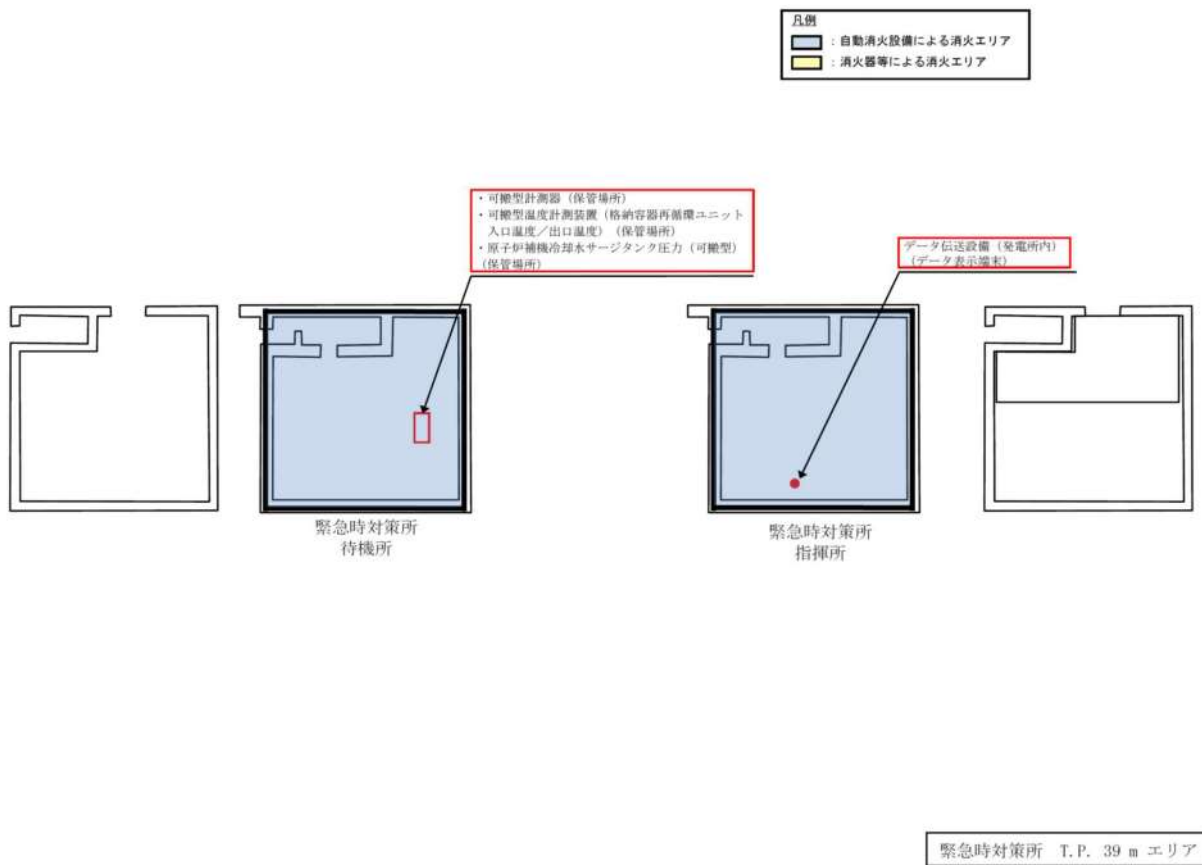 凡例
：自動消火設備による消火エリア
：消火器等による消火エリア
・可搬型計測器（保管場所）
・可搬型温度計測装置（格納容器再循環ユニット
入口温度／出口温度）（保管場所）
・原子炉補機冷却水サージタンク圧力（可搬型）
（保管場所）
データ伝送設備（発電所内）
（データ表示端末）
緊急時対策所
待機所
緊急時対策所
指揮所
緊急時対策所 T.P. 39 m エリア